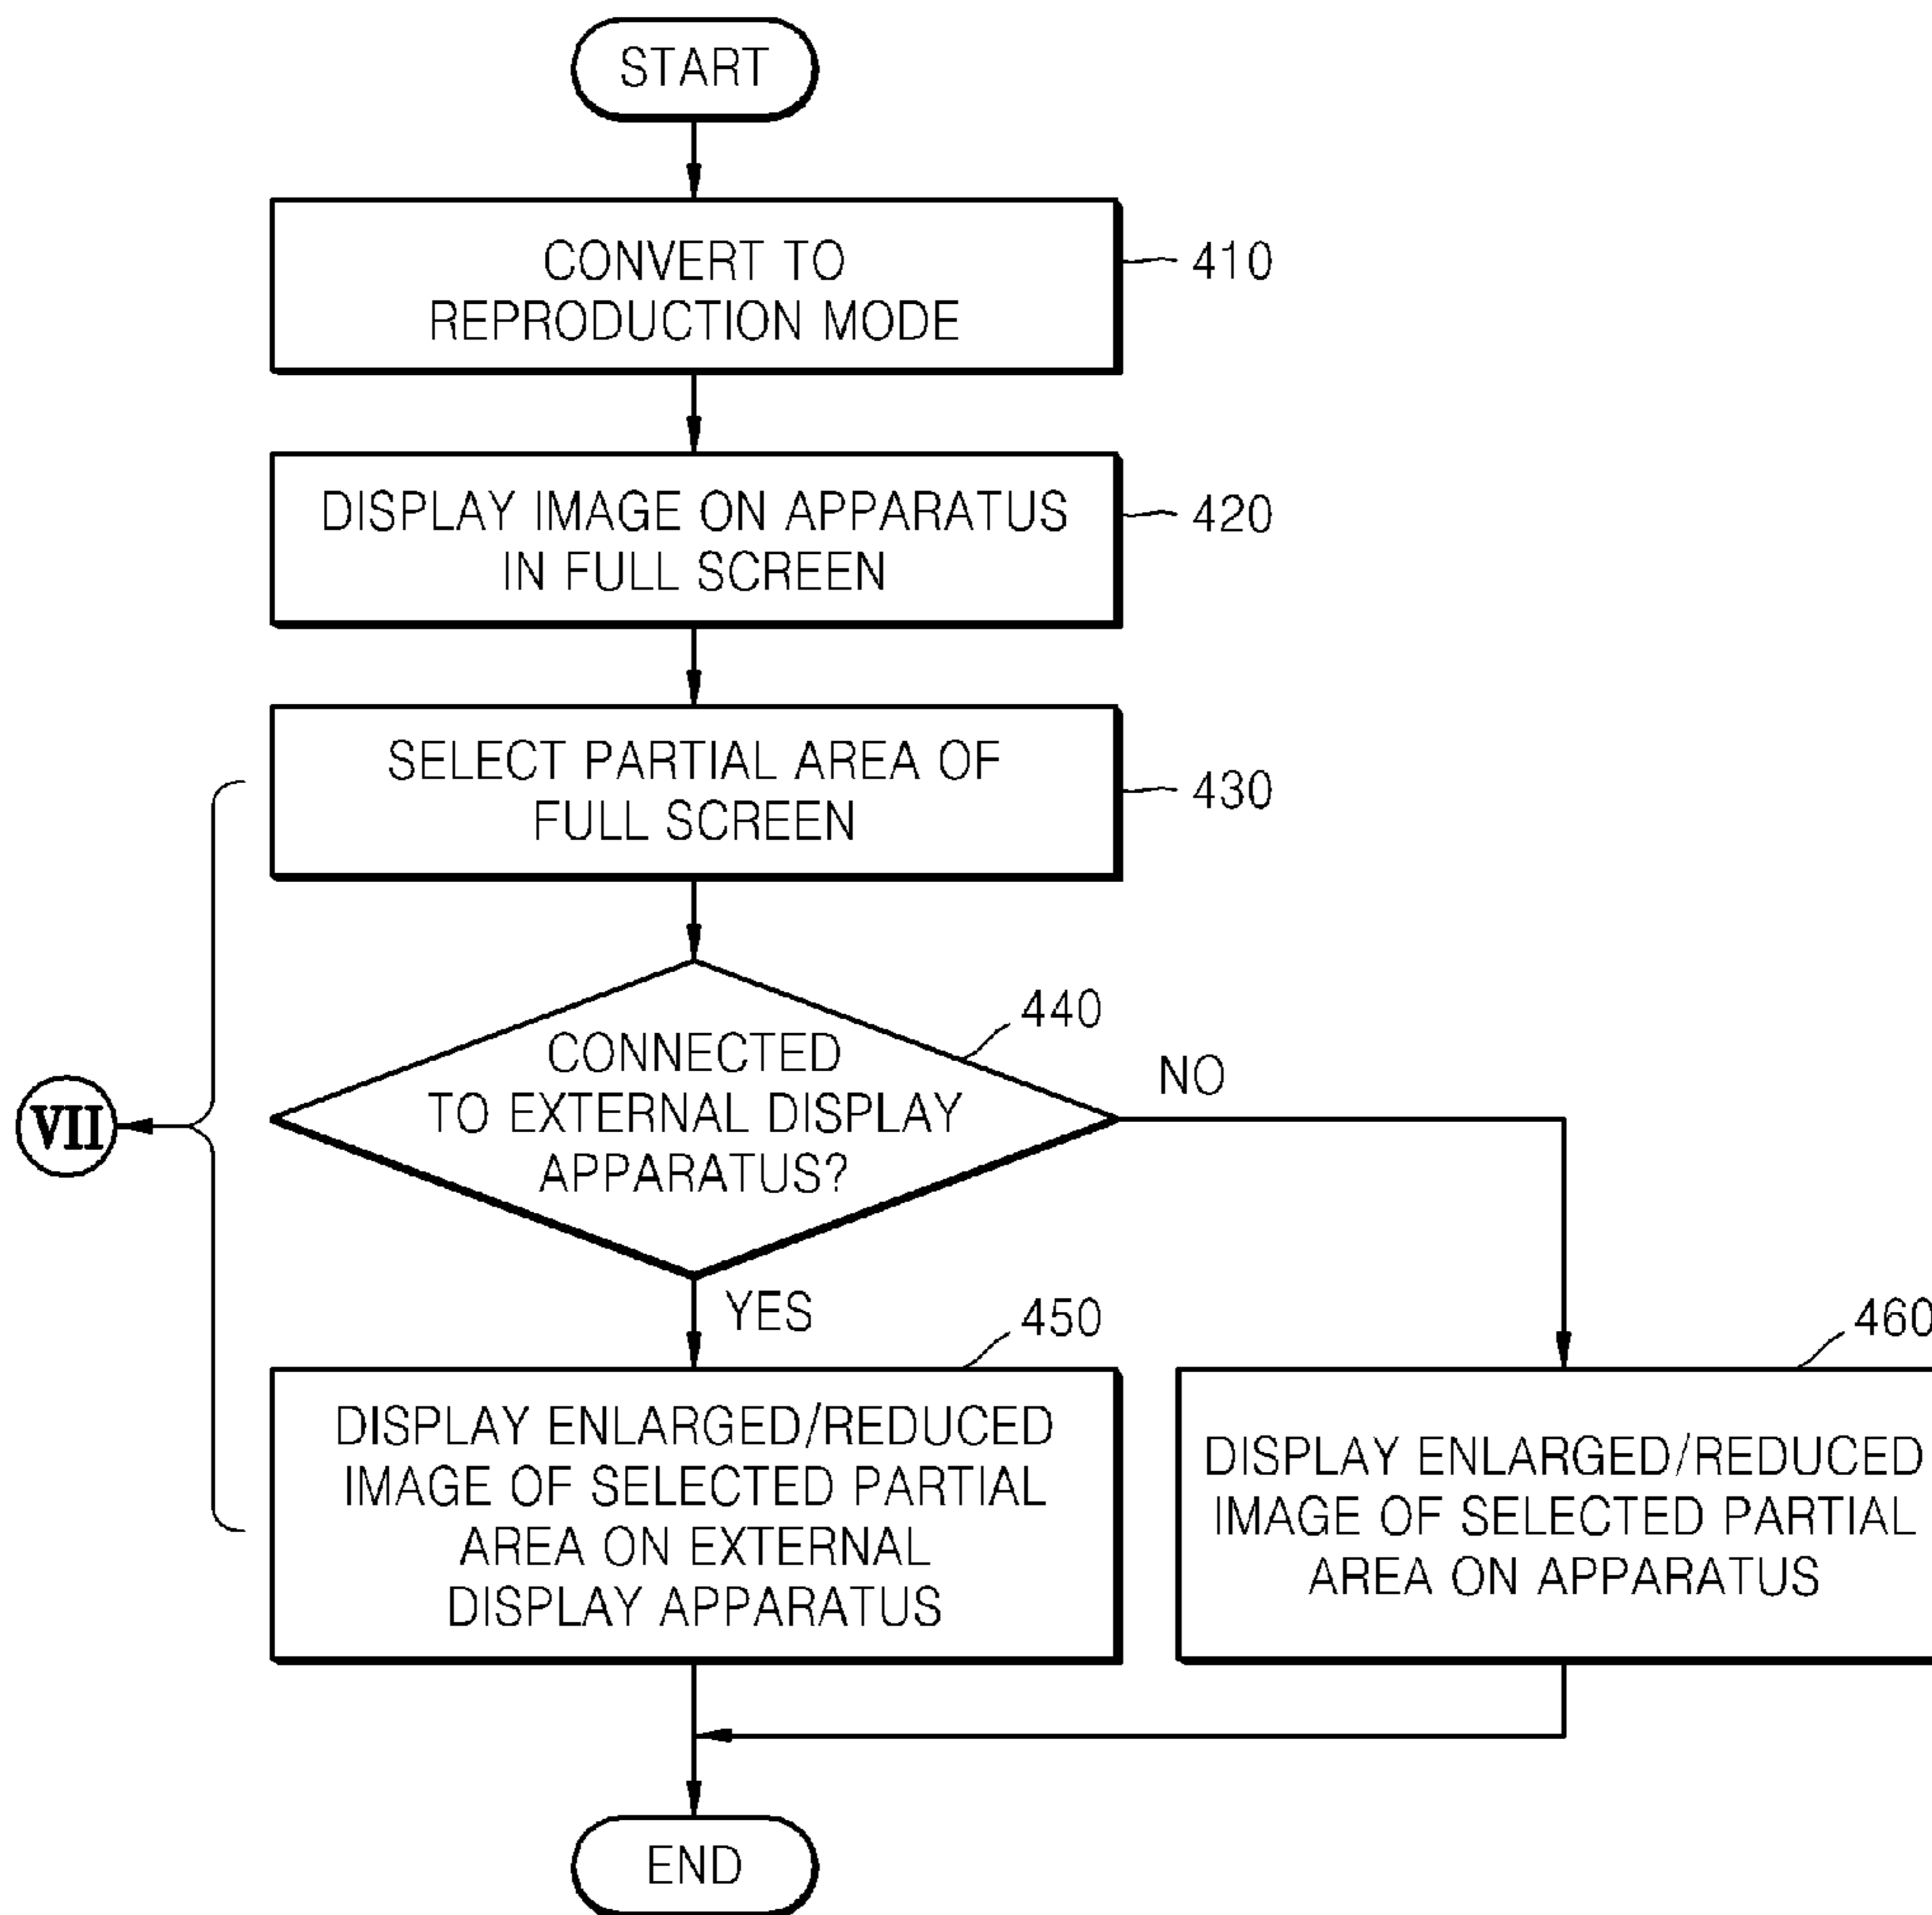 START
CONVERT TO
REPRODUCTION MODE
410
DISPLAY IMAGE ON APPARATUS
IN FULL SCREEN
420
SELECT PARTIAL AREA OF
FULL SCREEN
430
CONNECTED
TO EXTERNAL DISPLAY
APPARATUS?
440
NO
VII
YES
450
DISPLAY ENLARGED/REDUCED
IMAGE OF SELECTED PARTIAL
AREA ON EXTERNAL
DISPLAY APPARATUS
460
DISPLAY ENLARGED/REDUCED
IMAGE OF SELECTED PARTIAL
AREA ON APPARATUS
END